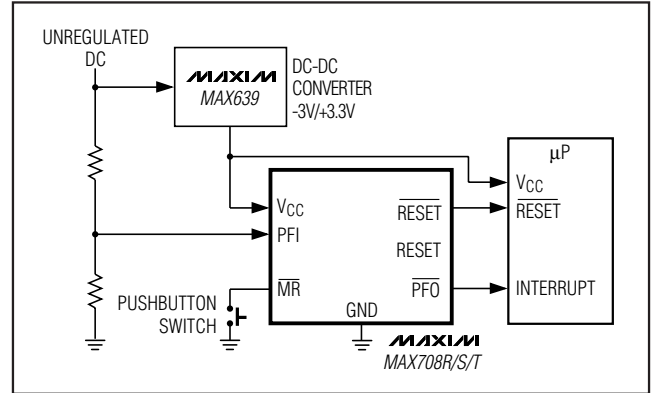 UNREGULATED
DC
MAXIM
MAX639
DC-DC
CONVERTER
-3V/+3.3V
μP
VCC
RESET
INTERRUPT
VCC
PFI
MR
GND
RESET
RESET
PFO
PUSHBUTTON
SWITCH
MAXIM
MAX708R/S/T